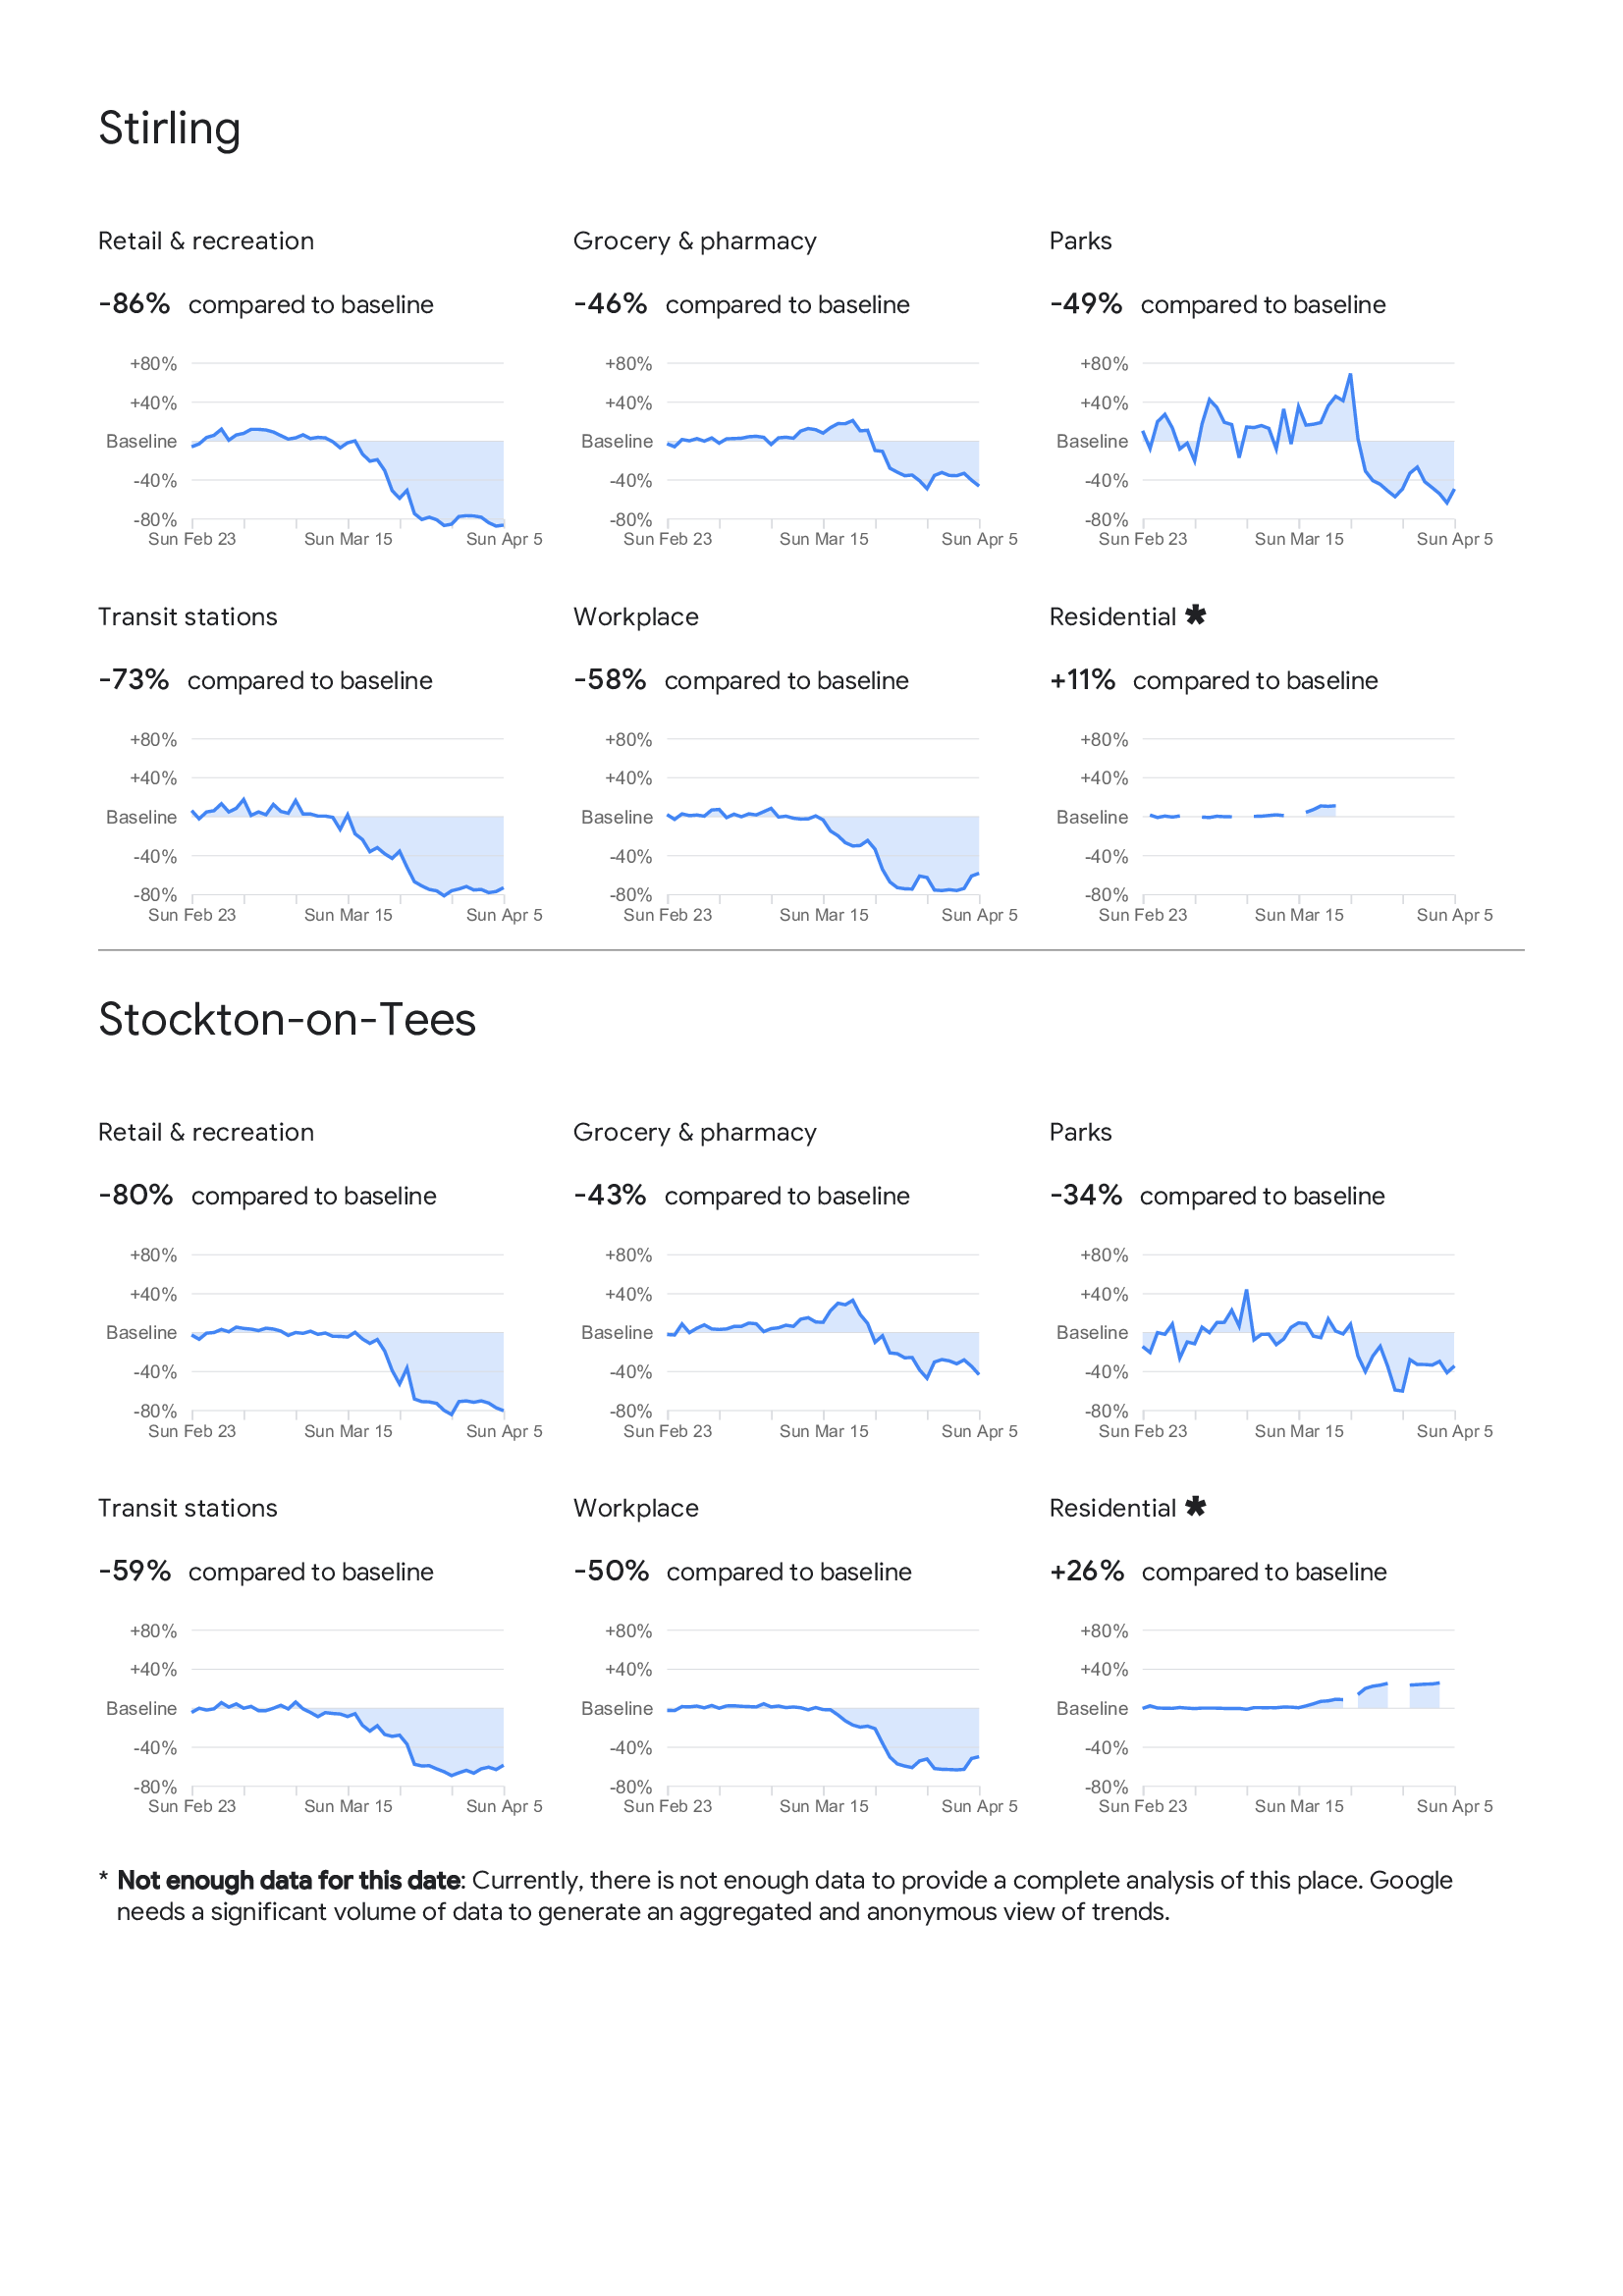 Stirling
Retail & recreation
Grocery & pharmacy
Parks
-86% compared to baseline
-46% compared to baseline
-49% compared to baseline
+80%
+40%
Baseline
-40%
-80%
Sun Feb 23
Sun Mar 15
Sun Apr 5
+80%
+40%
Baseline
-40%
-80%
Sun Feb 23
Sun Mar 15
Sun Apr 5
+80%
+40%
Baseline
-40%
-80%
Sun Feb 23
Sun Mar 15
Sun Apr 5
Transit stations
Workplace
Residential *
-73% compared to baseline
-58% compared to baseline
+11% compared to baseline
+80%
+40%
Baseline
-40%
-80%
Sun Feb 23
Sun Mar 15
Sun Apr 5
+80%
+40%
Baseline
-40%
-80%
Sun Feb 23
Sun Mar 15
Sun Apr 5
+80%
+40%
Baseline
-40%
-80%
Sun Feb 23
Sun Mar 15
Sun Apr 5
Stockton-on-Tees
Retail & recreation
Grocery & pharmacy
Parks
-80% compared to baseline
-43% compared to baseline
-34% compared to baseline
+80%
+40%
Baseline
-40%
-80%
Sun Feb 23
Sun Mar 15
Sun Apr 5
+80%
+40%
Baseline
-40%
-80%
Sun Feb 23
Sun Mar 15
Sun Apr 5
+80%
+40%
Baseline
-40%
-80%
Sun Feb 23
Sun Mar 15
Sun Apr 5
Transit stations
Workplace
Residential *
-59% compared to baseline
-50% compared to baseline
+26% compared to baseline
+80%
+40%
Baseline
-40%
-80%
Sun Feb 23
Sun Mar 15
Sun Apr 5
+80%
+40%
Baseline
-40%
-80%
Sun Feb 23
Sun Mar 15
Sun Apr 5
+80%
+40%
Baseline
-40%
-80%
Sun Feb 23
Sun Mar 15
Sun Apr 5
* Not enough data for this date: Currently, there is not enough data to provide a complete analysis of this place. Google
needs a significant volume of data to generate an aggregated and anonymous view of trends.